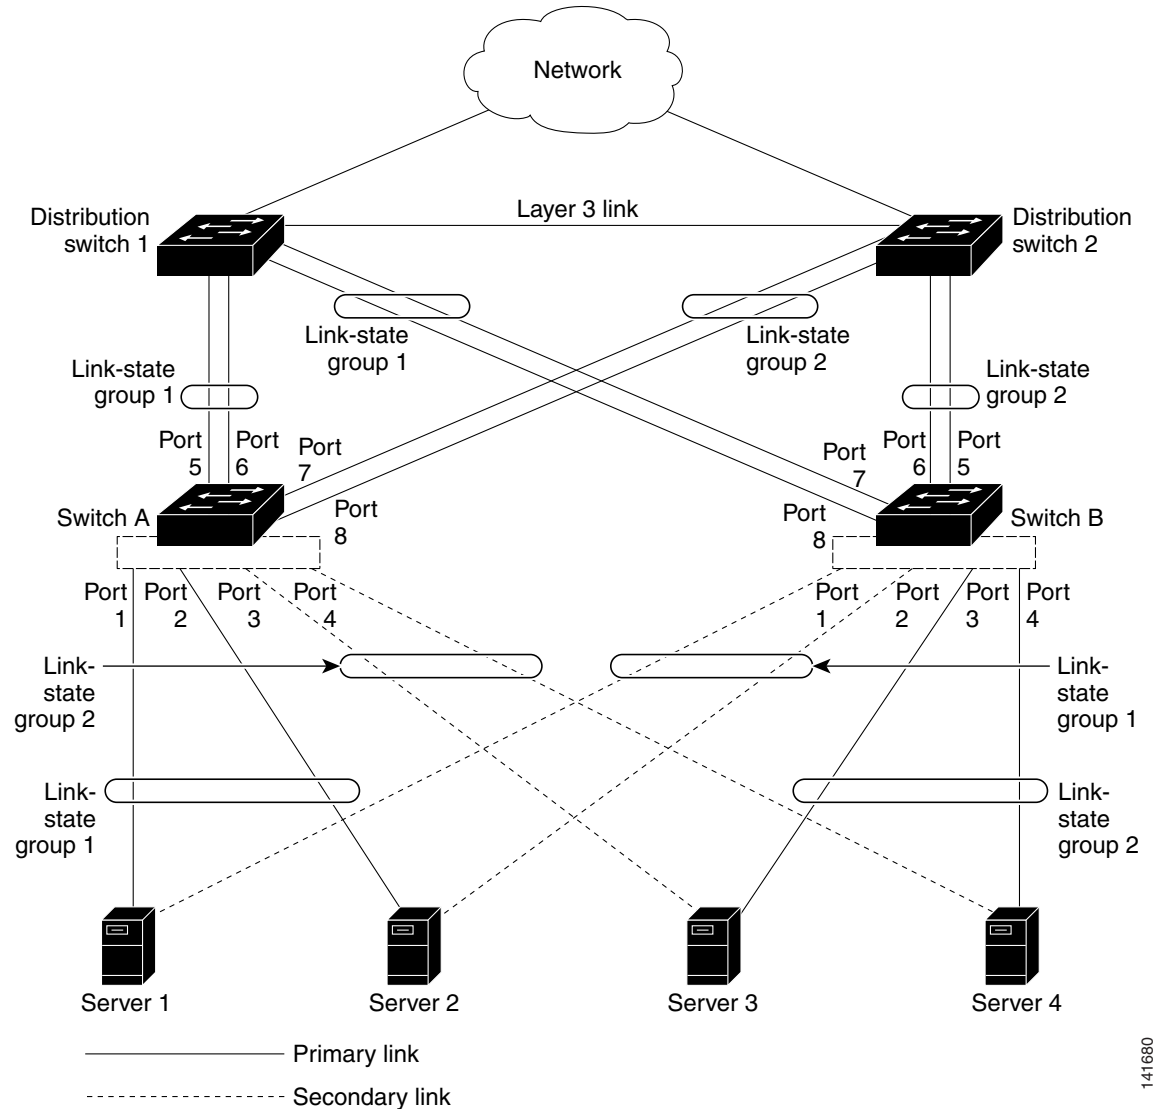 Network
Layer 3 link
Distribution
switch 1
Distribution
switch 2
Link-state
group 1
Link-state
group 2
Link-state
group 1
Link-state
group 2
Port
5
Port
6
Port
7
Port
8
Port
7
Port
6
Port
5
Port
8
Switch A
Switch B
Port
1
Port
2
Port
3
Port
4
Port
1
Port
2
Port
3
Port
4
Link-
state
group 2
Link-
state
group 1
Link-
state
group 1
Link-
state
group 2
Server 1
Server 2
Server 3
Server 4
Primary link
Secondary link
141680